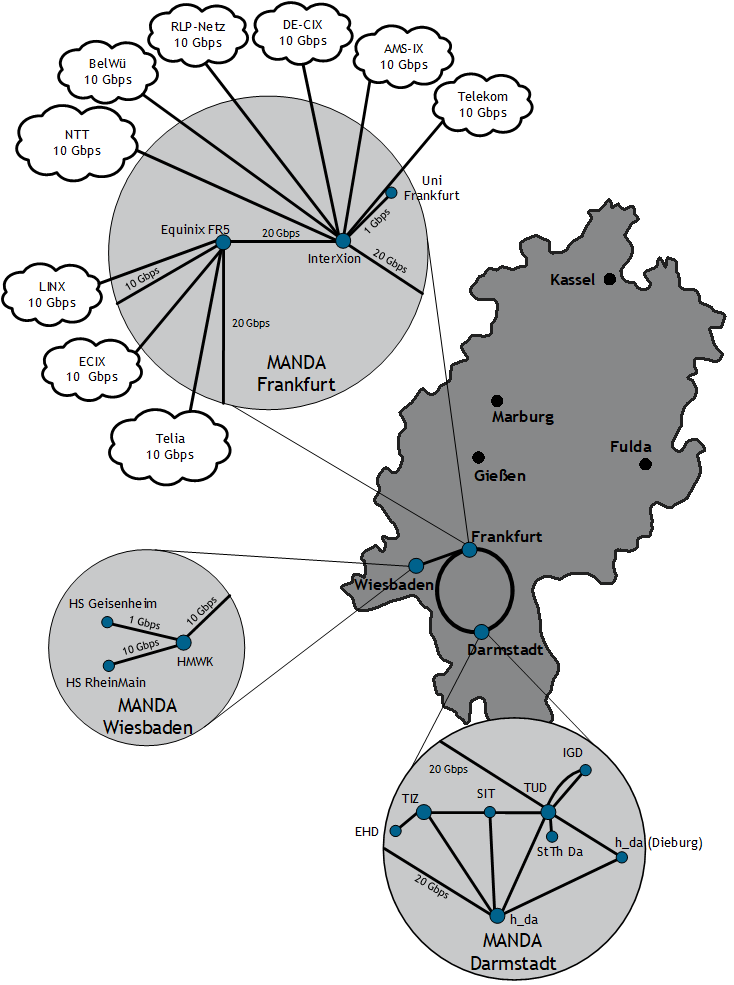 RLP-Netz
10 Gbps
DE-CIX
10 Gbps
AMS-IX
10 Gbps
BelWü
10 Gbps
Telekom
10 Gbps
NTT
10 Gbps
Uni
Frankfurt
1 Gbps
Equinix FR5
20 Gbps
InterXion
20 Gbps
LINX
10 Gbps
10 Gbps
20 Gbps
ECIX
10 Gbps
MANDA
Frankfurt
Telia
10 Gbps
Kassel
Marburg
Fulda
Gießen
Frankfurt
Wiesbaden
Darmstadt
HS Geisenheim
1 Gbps
10 Gbps
10 Gbps
HMWK
HS RheinMain
MANDA
Wiesbaden
20 Gbps
IGD
TIZ
SIT
TUD
EHD
StTh Da
h_da (Dieburg)
20 Gbps
h_da
MANDA
Darmstadt